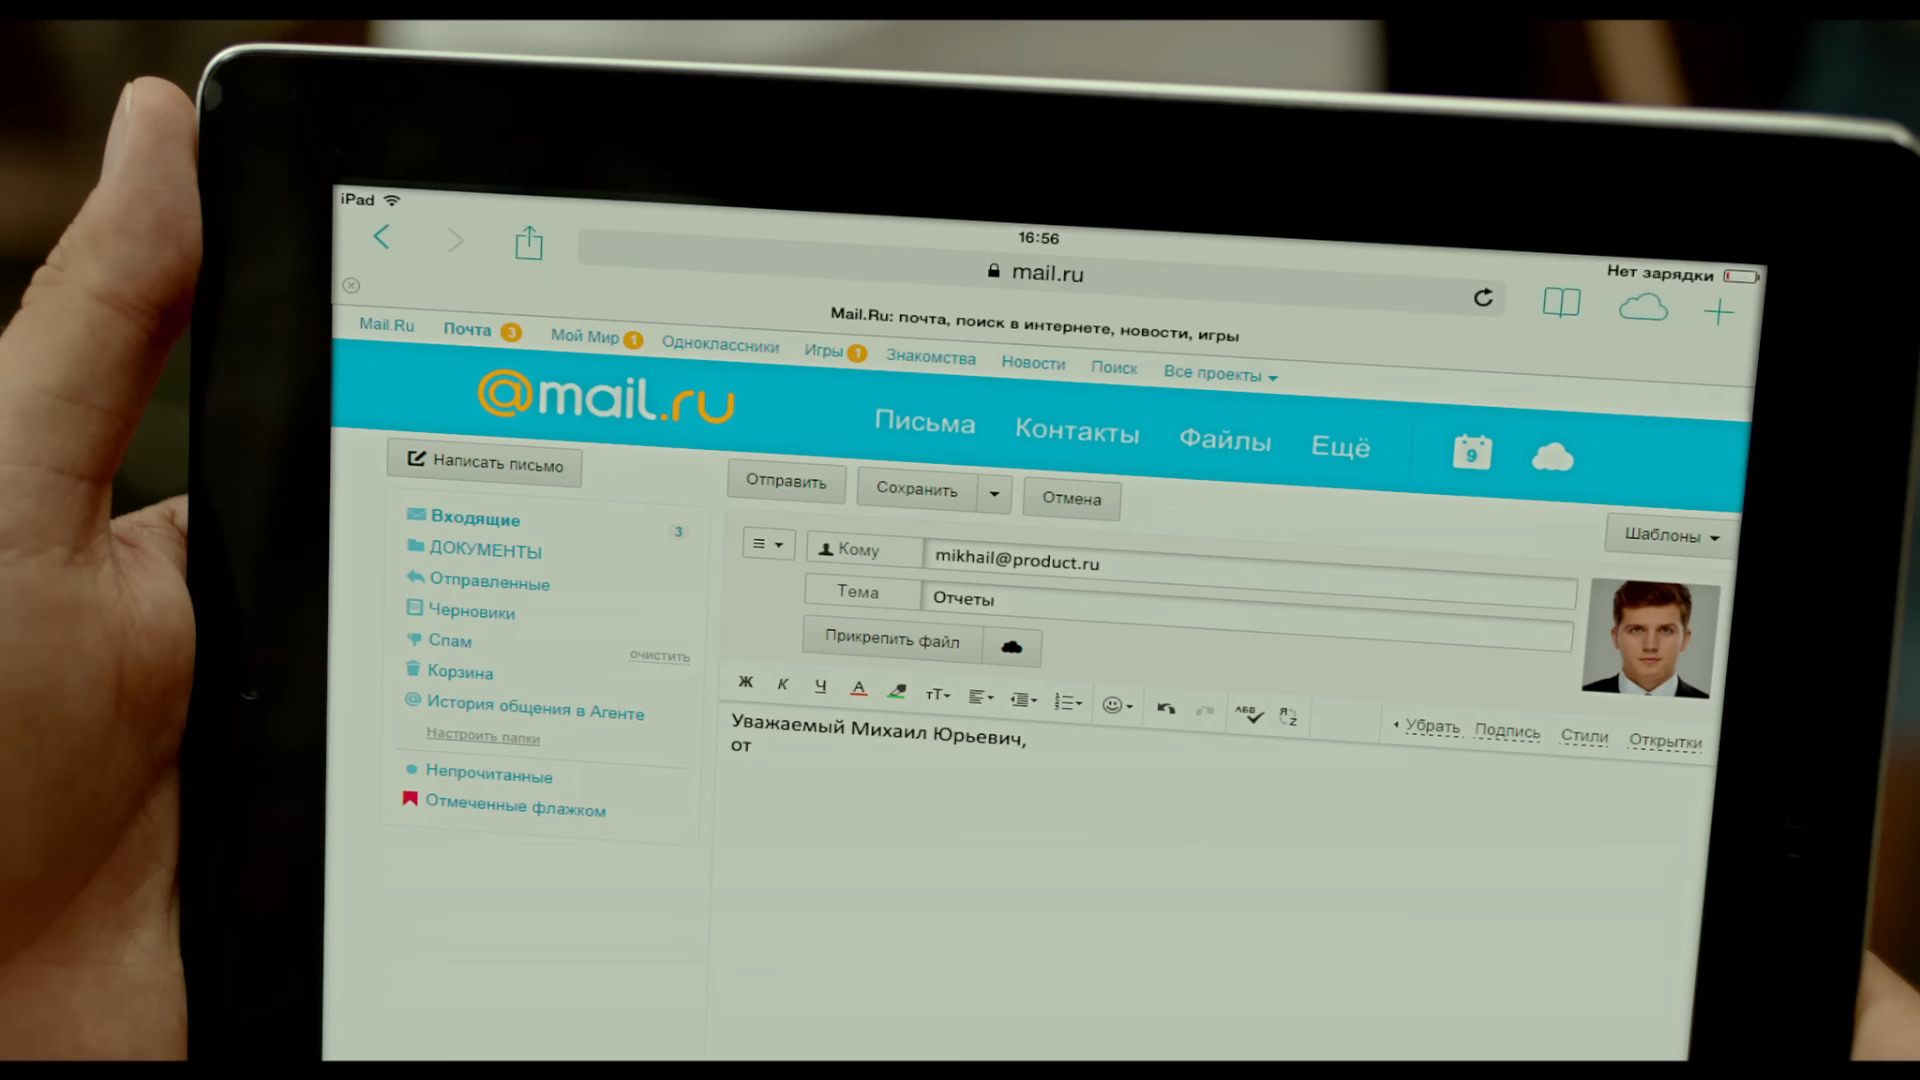 iPad
16:56
Нет зарядки
mail.ru
Mail.Ru: почта, поиск в интернете, новости, игры
Mail.Ru Почта 3 Мой Мир 1 Одноклассники Игры 1 Знакомства Новости Поиск Все проекты
@mail.ru Письма Контакты Файлы Ещё 9
Написать письмо
Входящие 3
ДОКУМЕНТЫ
Отправленные
Черновики
Спам очистить
Корзина
История общения в Агенте
Настроить папки
Непрочитанные
Отмеченные флажком
Отправить Сохранить Отмена Шаблоны
Кому mikhail@product.ru
Тема Отчеты
Прикрепить файл
Ж К Ч А тТ АБВ Я Z Убрать Подпись Стили Открытки
Уважаемый Михаил Юрьевич,
от